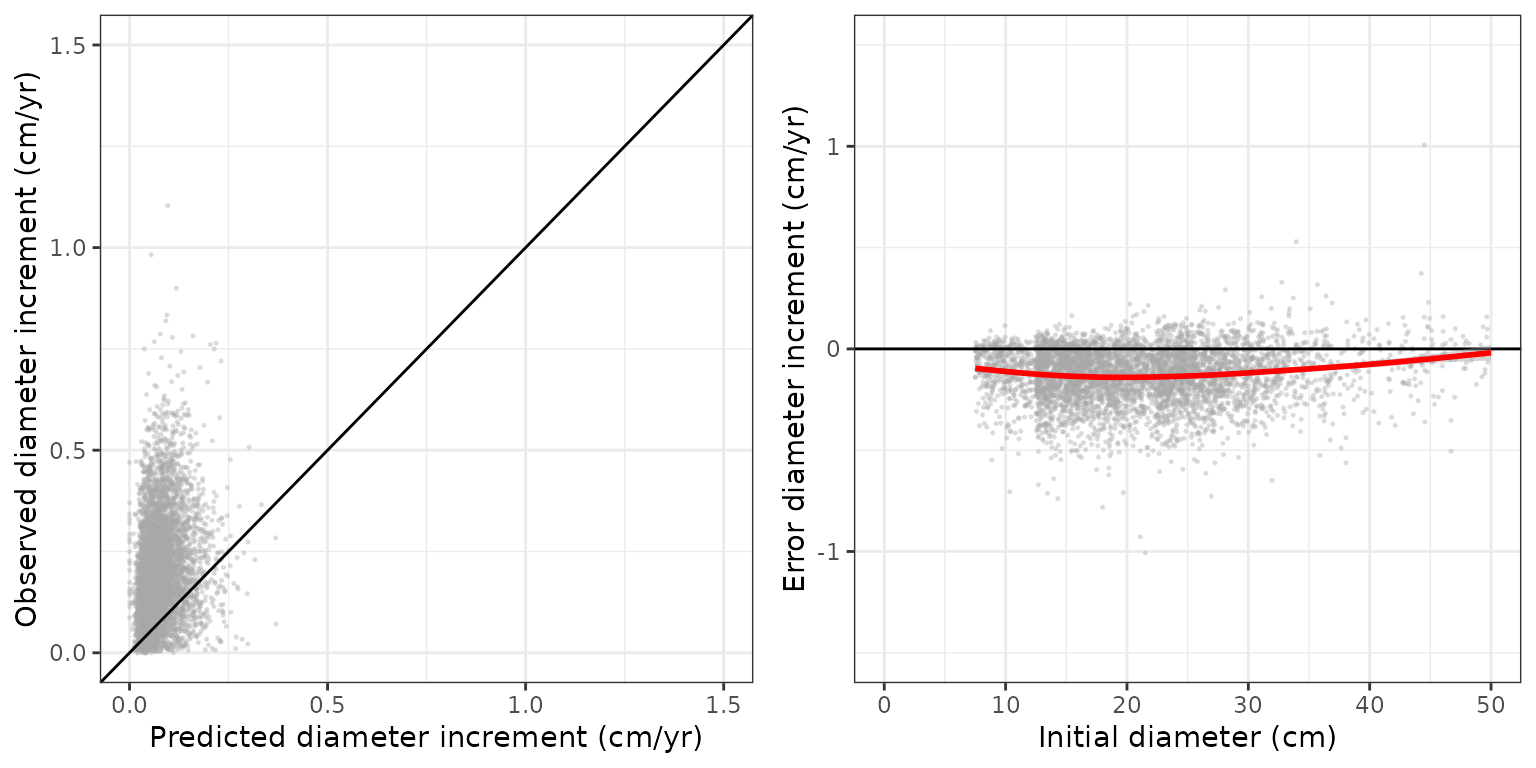 Observed diameter increment (cm/yr)
1.5
1.0
0.5
0.0
0.0 0.5 1.0 1.5
Predicted diameter increment (cm/yr)
Error diameter increment (cm/yr)
1
0
-1
0 10 20 30 40 50
Initial diameter (cm)